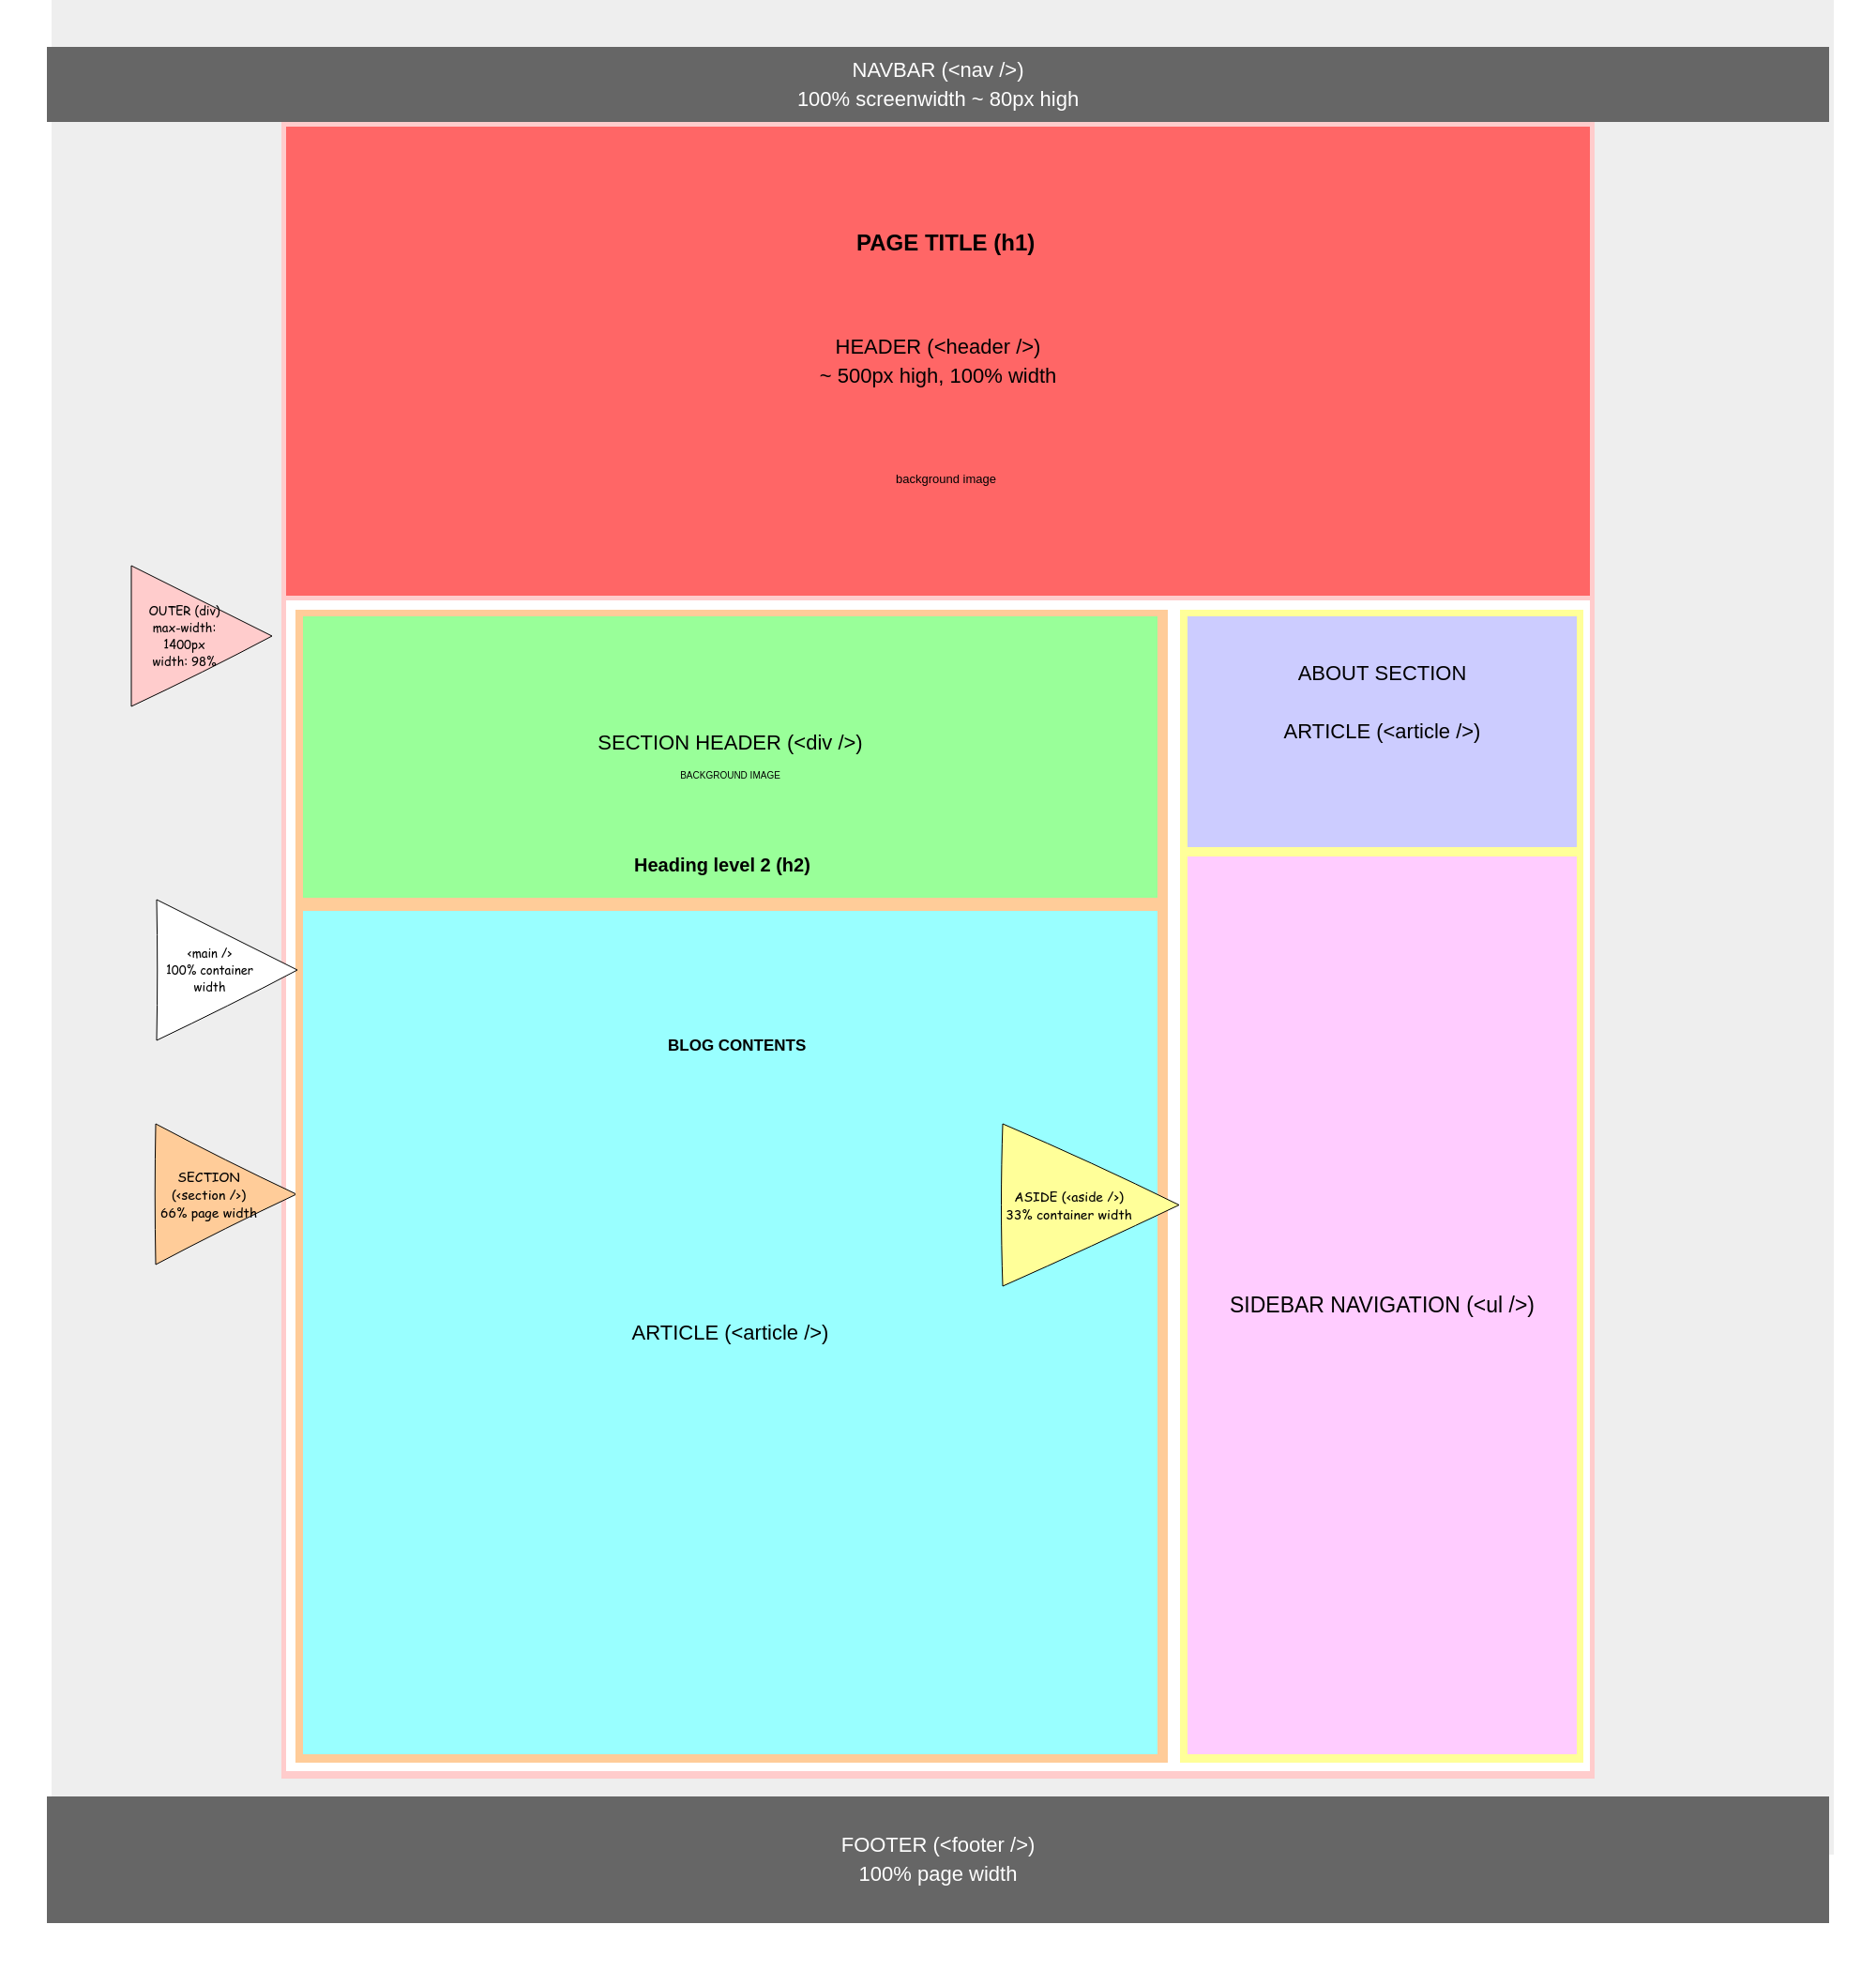 NAVBAR (<nav />)
100% screenwidth ~ 80px high
PAGE TITLE (h1)
HEADER (<header />)
~ 500px high, 100% width
background image
OUTER (div)
max-width:
1400px
width: 98%
SECTION HEADER (<div />)
BACKGROUND IMAGE
Heading level 2 (h2)
ABOUT SECTION
ARTICLE (<article />)
<main />
100% container
width
BLOG CONTENTS
SECTION
(<section />)
66% page width
ASIDE (<aside />)
33% container width
ARTICLE (<article />)
SIDEBAR NAVIGATION (<ul />)
FOOTER (<footer />)
100% page width